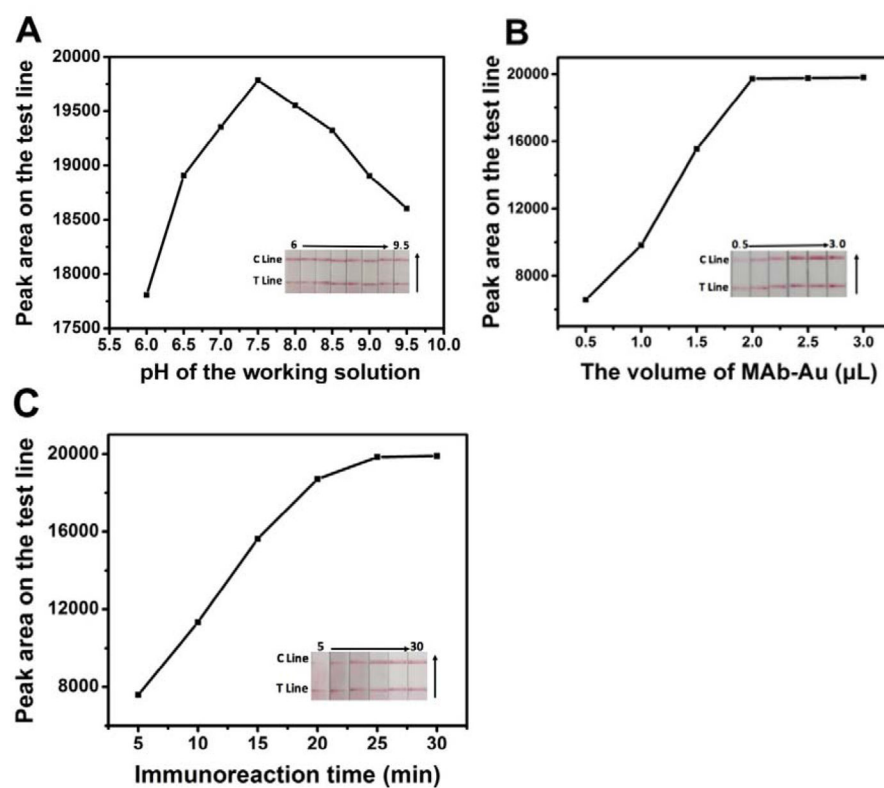 A
Peak area on the test line
20000
19500
19000
18500
18000
17500
6 9.5
C Line
T Line
5.5 6.0 6.5 7.0 7.5 8.0 8.5 9.0 9.5 10.0
pH of the working solution
B
Peak area on the test line
20000
16000
12000
8000
0.5 3.0
C Line
T Line
0.5 1.0 1.5 2.0 2.5 3.0
The volume of MAb-Au (µL)
C
Peak area on the test line
20000
16000
12000
8000
5 30
C Line
T Line
5 10 15 20 25 30
Immunoreaction time (min)